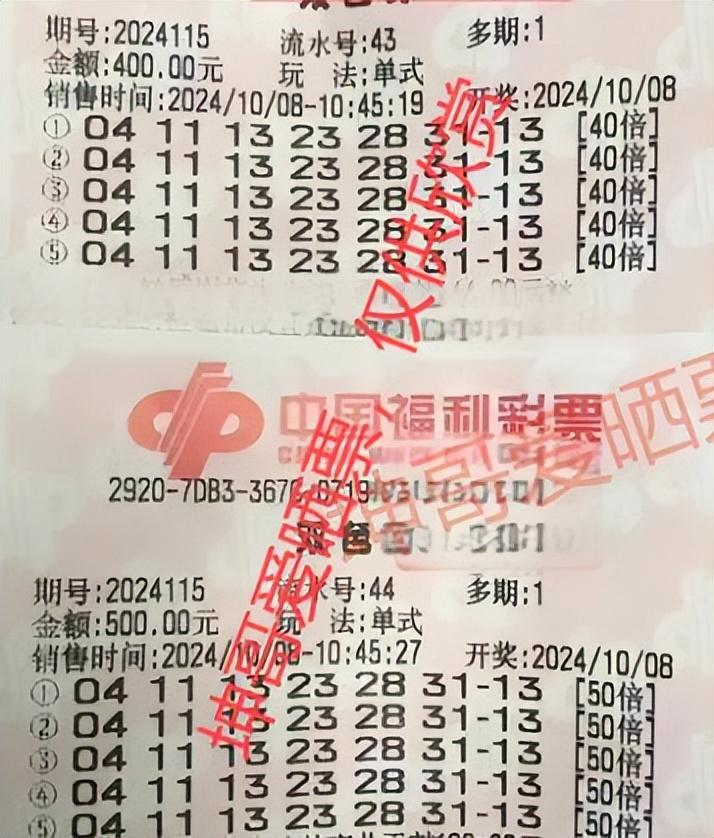 期号:2024115 流水号:43 多期:1
金额:400.00元 玩 法:单式
销售时间:2024/10/08-10:45:19 开奖:2024/10/08
① 04 11 13 23 28 31-13 [40倍]
② 04 11 13 23 28 31-13 [40倍]
③ 04 11 13 23 28 31-13 [40倍]
④ 04 11 13 23 28 31-13 [40倍]
⑤ 04 11 13 23 28 31-13 [40倍]
中国福利彩票
2920-7DB3-367
双色球
期号:2024115 流水号:44 多期:1
金额:500.00元 玩 法:单式
销售时间:2024/10/08-10:45:27 开奖:2024/10/08
① 04 11 13 23 28 31-13 [50倍]
② 04 11 13 23 28 31-13 [50倍]
③ 04 11 13 23 28 31-13 [50倍]
④ 04 11 13 23 28 31-13 [50倍]
⑤ 04 11 13 23 28 31-13 [50倍]
坤哥爱晒票,仅供欣赏
坤哥爱晒票